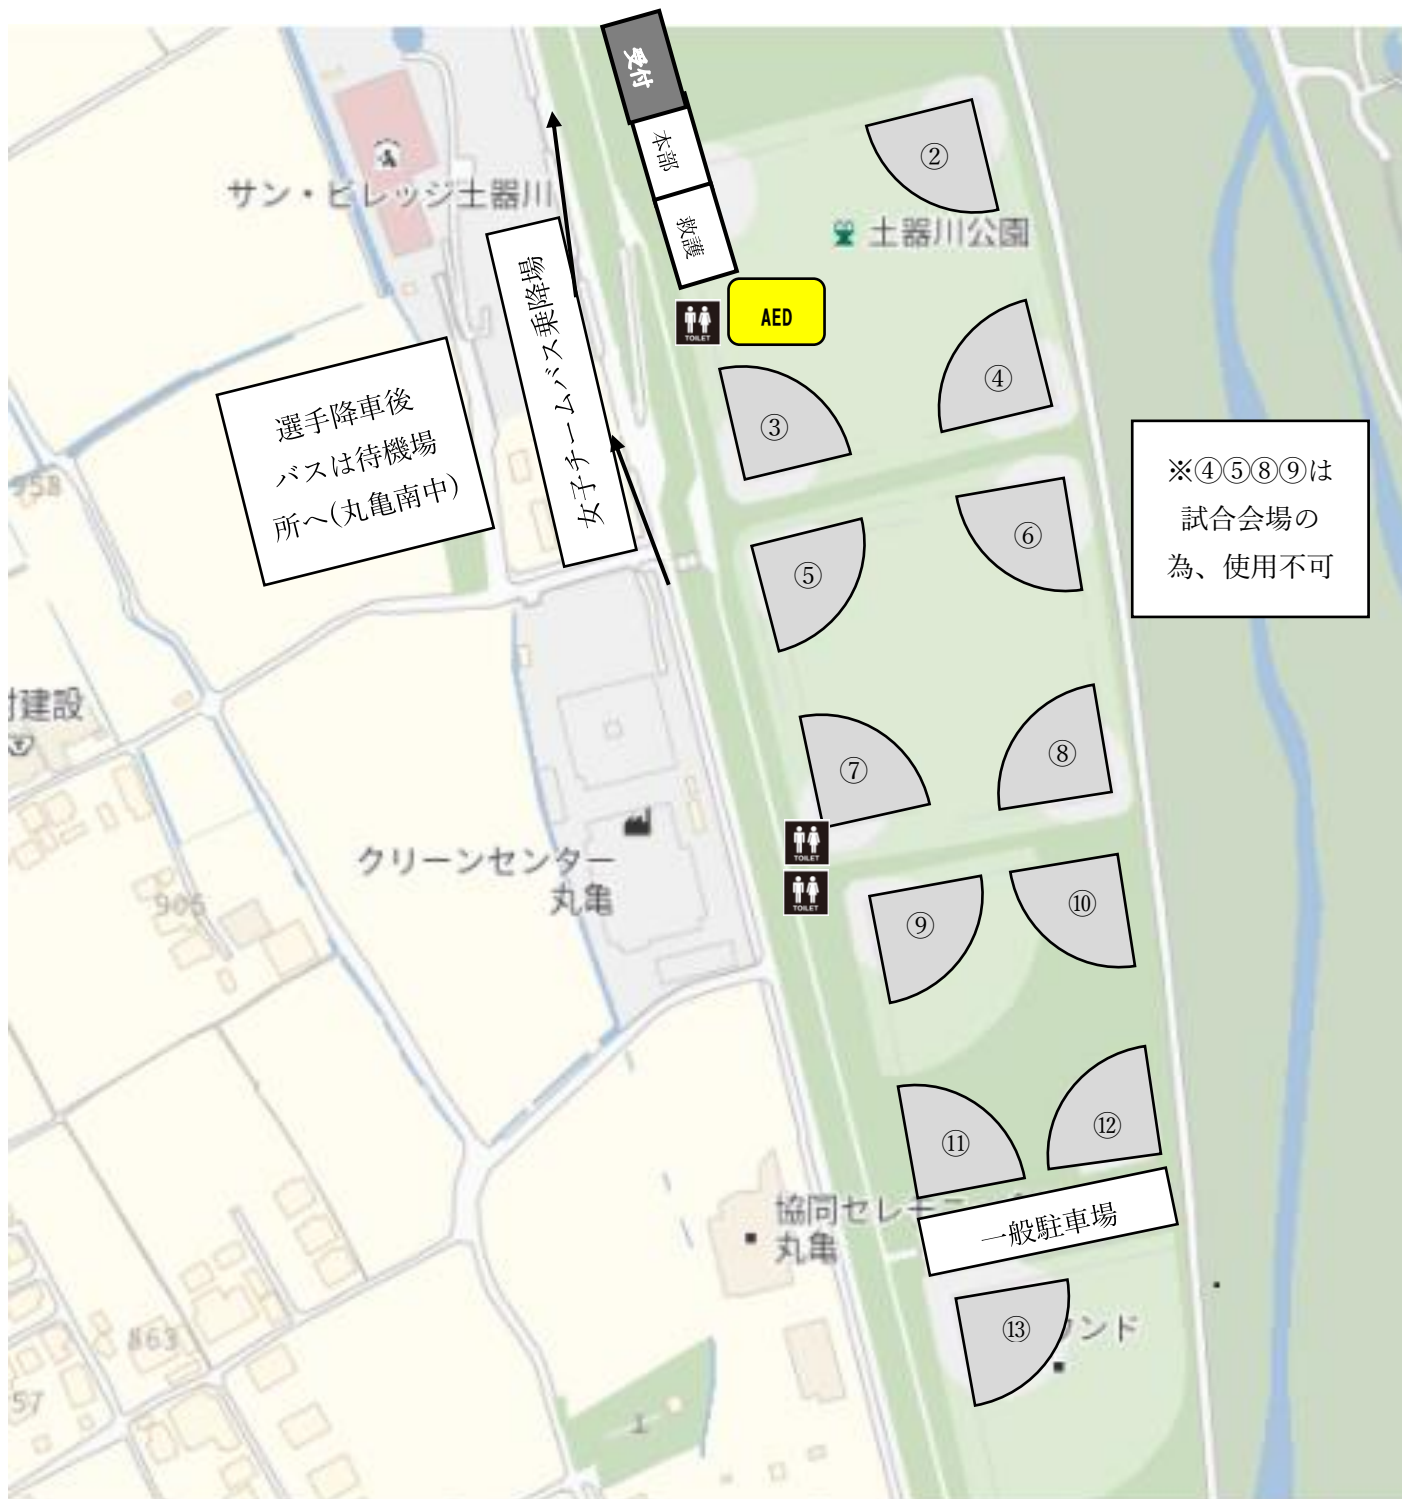 受付
本部
救護
②
サン・ビレッジ土器川
土器川公園
TOILET
AED
女子チームバス乗降場
選手降車後
バスは待機場
所へ(丸亀南中)
③
④
※④⑤⑧⑨は
試合会場の
為、使用不可
958
⑤
⑥
建設
⑦
⑧
TOILET
TOILET
クリーンセンター
丸亀
905
⑨
⑩
⑪
⑫
協同セレモニー
丸亀
一般駐車場
⑬
ンド
863
57